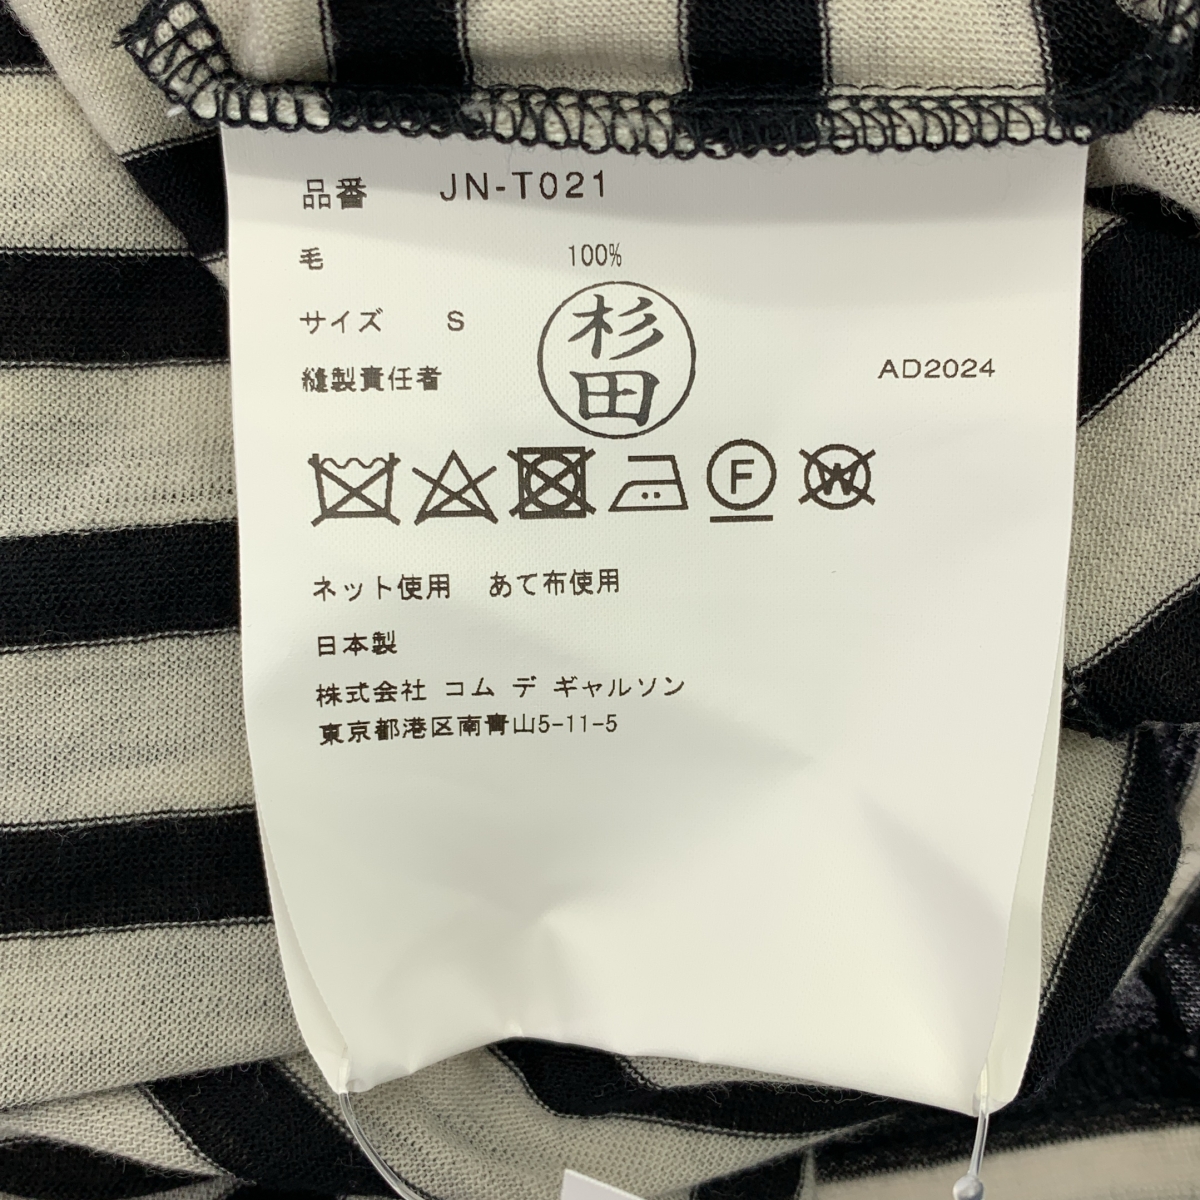 品番 JN-T021
毛 100%
サイズ S
縫製責任者 杉田 AD2024
F W
ネット使用 あて布使用
日本製
株式会社 コム デ ギャルソン
東京都港区南青山5-11-5